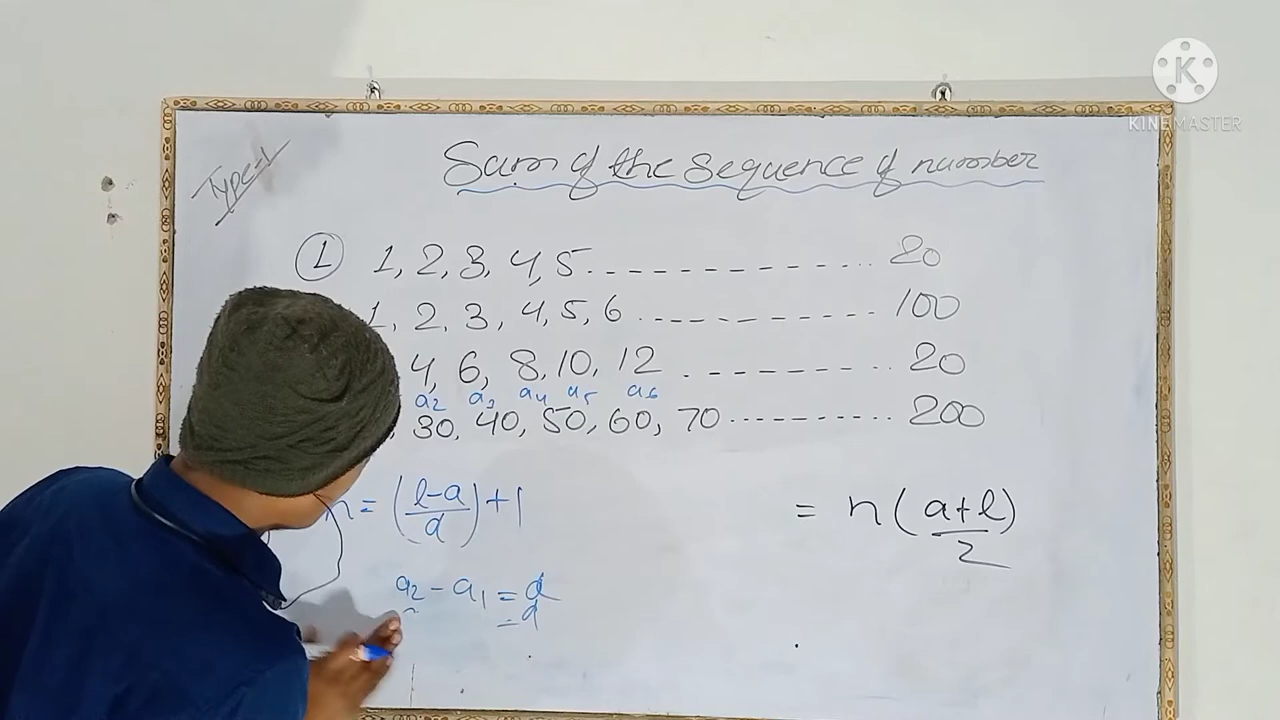 Type-1
Sum of the sequence of number
1 1, 2, 3, 4, 5. ------------- .. 20
1, 2, 3, 4, 5, 6 . ---------- .. 100
4, 6, 8, 10, 12 . -------- .. 20
a2 a3 a4 a5 a6
30, 40, 50, 60, 70 ............ 200
n = (l-a/d) + 1
= n (a+l/2)
a2 - a1 = d
= d
K
KINEMASTER